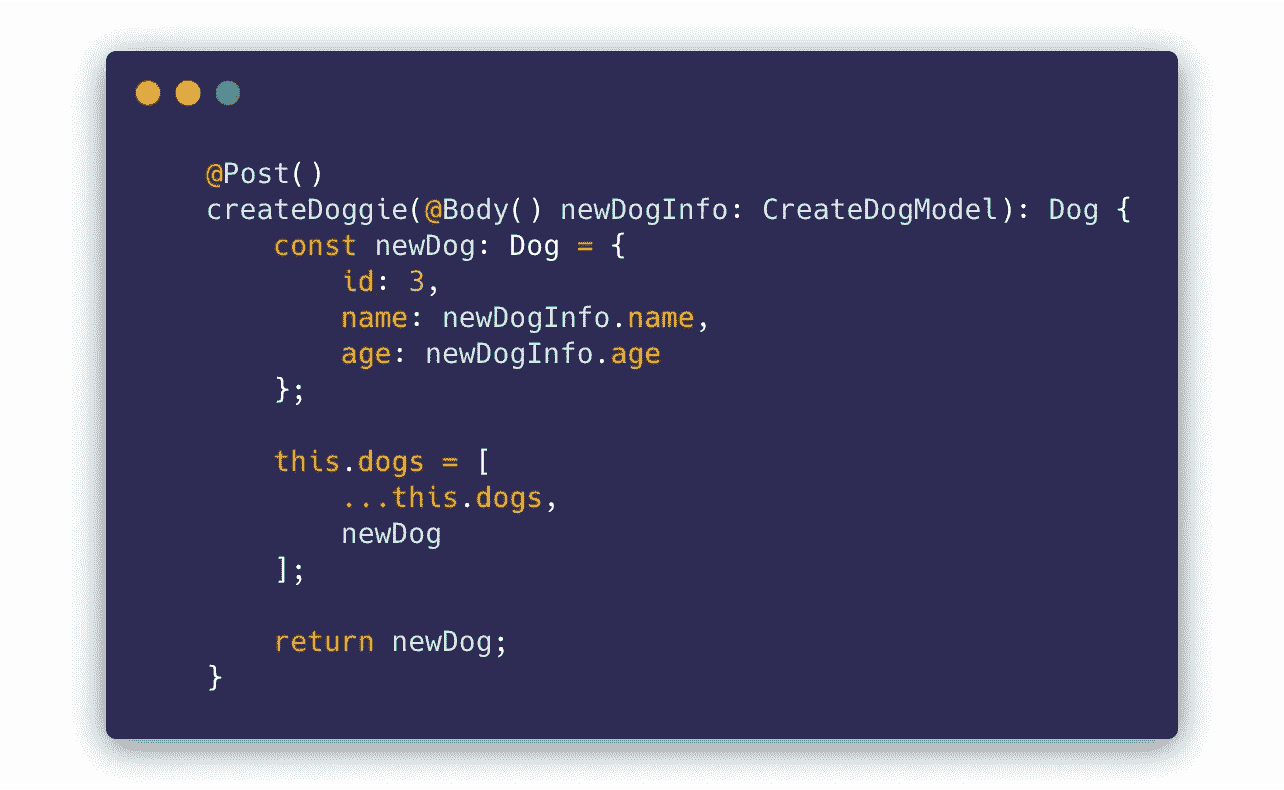 @Post()
createDoggie(@Body() newDogInfo: CreateDogModel): Dog {
    const newDog: Dog = {
        id: 3,
        name: newDogInfo.name,
        age: newDogInfo.age
    };

    this.dogs = [
        ...this.dogs,
        newDog
    ];

    return newDog;
}